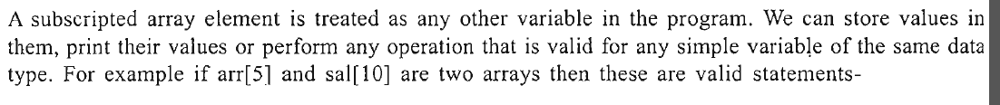 A subscripted array element is treated as any other variable in the program. We can store values in
them, print their values or perform any operation that is valid for any simple variable of the same data
type. For example if arr[5] and sal[10] are two arrays then these are valid statements-